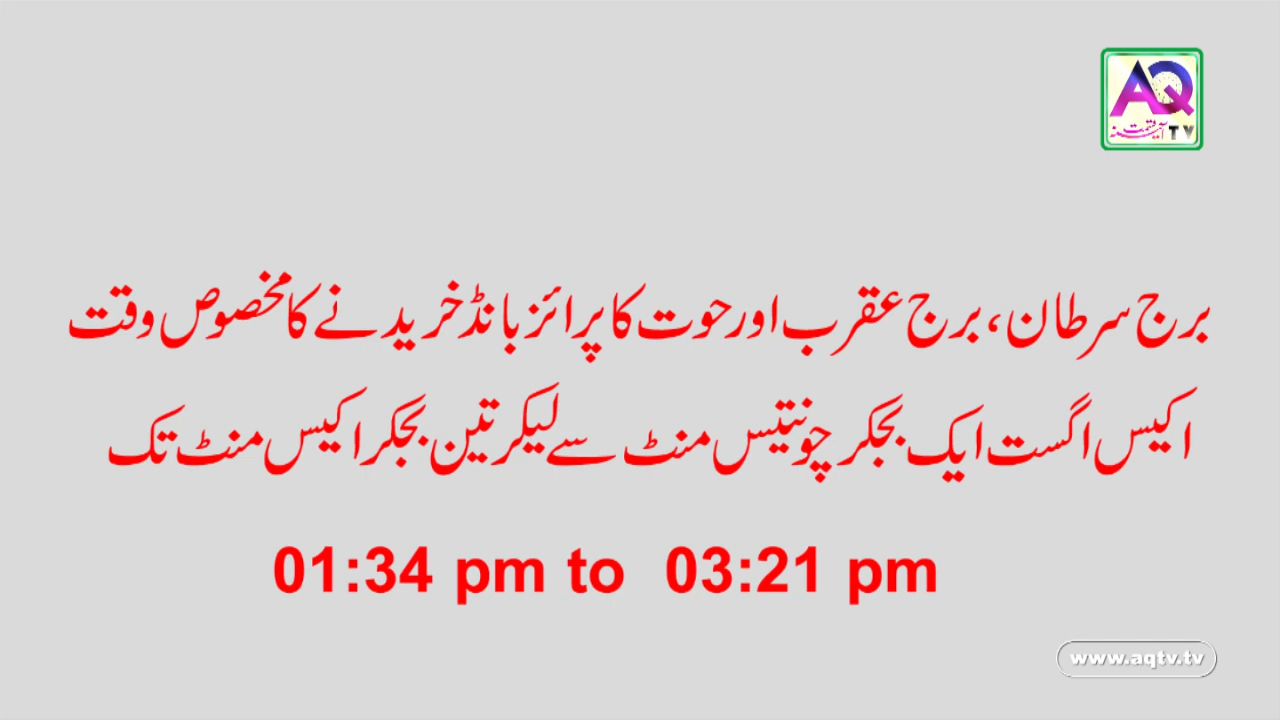 AQ
آئینہ قسمت TV
برج سرطان، برج عقرب اور حوت کا پرائز بانڈ خریدنے کا مخصوص وقت
اکیس اگست ایک بجکر چونتیس منٹ سے لیکر تین بجکر اکیس منٹ تک
01:34 pm to 03:21 pm
www.aqtv.tv